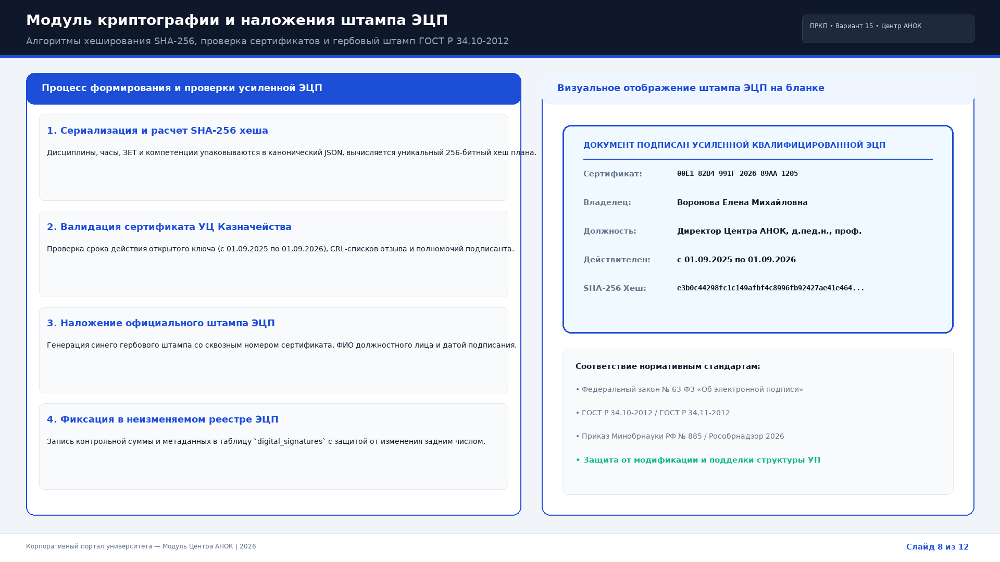 Модуль криптографии и наложения штампа ЭЦП
Алгоритмы хеширования SHA-256, проверка сертификатов и гербовый штамп ГОСТ Р 34.10-2012
ПРКП • Вариант 15 • Центр АНОК
Процесс формирования и проверки усиленной ЭЦП
1. Сериализация и расчет SHA-256 хеша
Дисциплины, часы, ЗЕТ и компетенции упаковываются в канонический JSON, вычисляется уникальный 256-битный хеш плана.
2. Валидация сертификата УЦ Казначейства
Проверка срока действия открытого ключа (с 01.09.2025 по 01.09.2026), CRL-списков отзыва и полномочий подписанта.
3. Наложение официального штампа ЭЦП
Генерация синего гербового штампа со сквозным номером сертификата, ФИО должностного лица и датой подписания.
4. Фиксация в неизменяемом реестре ЭЦП
Запись контрольной суммы и метаданных в таблицу `digital_signatures` с защитой от изменения задним числом.
Визуальное отображение штампа ЭЦП на бланке
ДОКУМЕНТ ПОДПИСАН УСИЛЕННОЙ КВАЛИФИЦИРОВАННОЙ ЭЦП
Сертификат: 00E1 82B4 991F 2026 89AA 1205
Владелец: Воронова Елена Михайловна
Должность: Директор Центра АНОК, д.пед.н., проф.
Действителен: с 01.09.2025 по 01.09.2026
SHA-256 Хеш: e3b0c44298fc1c149afbf4c8996fb92427ae41e464...
Соответствие нормативным стандартам:
• Федеральный закон № 63-ФЗ «Об электронной подписи»
• ГОСТ Р 34.10-2012 / ГОСТ Р 34.11-2012
• Приказ Минобрнауки РФ № 885 / Рособрнадзор 2026
• Защита от модификации и подделки структуры УП
Корпоративный портал университета — Модуль Центра АНОК | 2026
Слайд 8 из 12